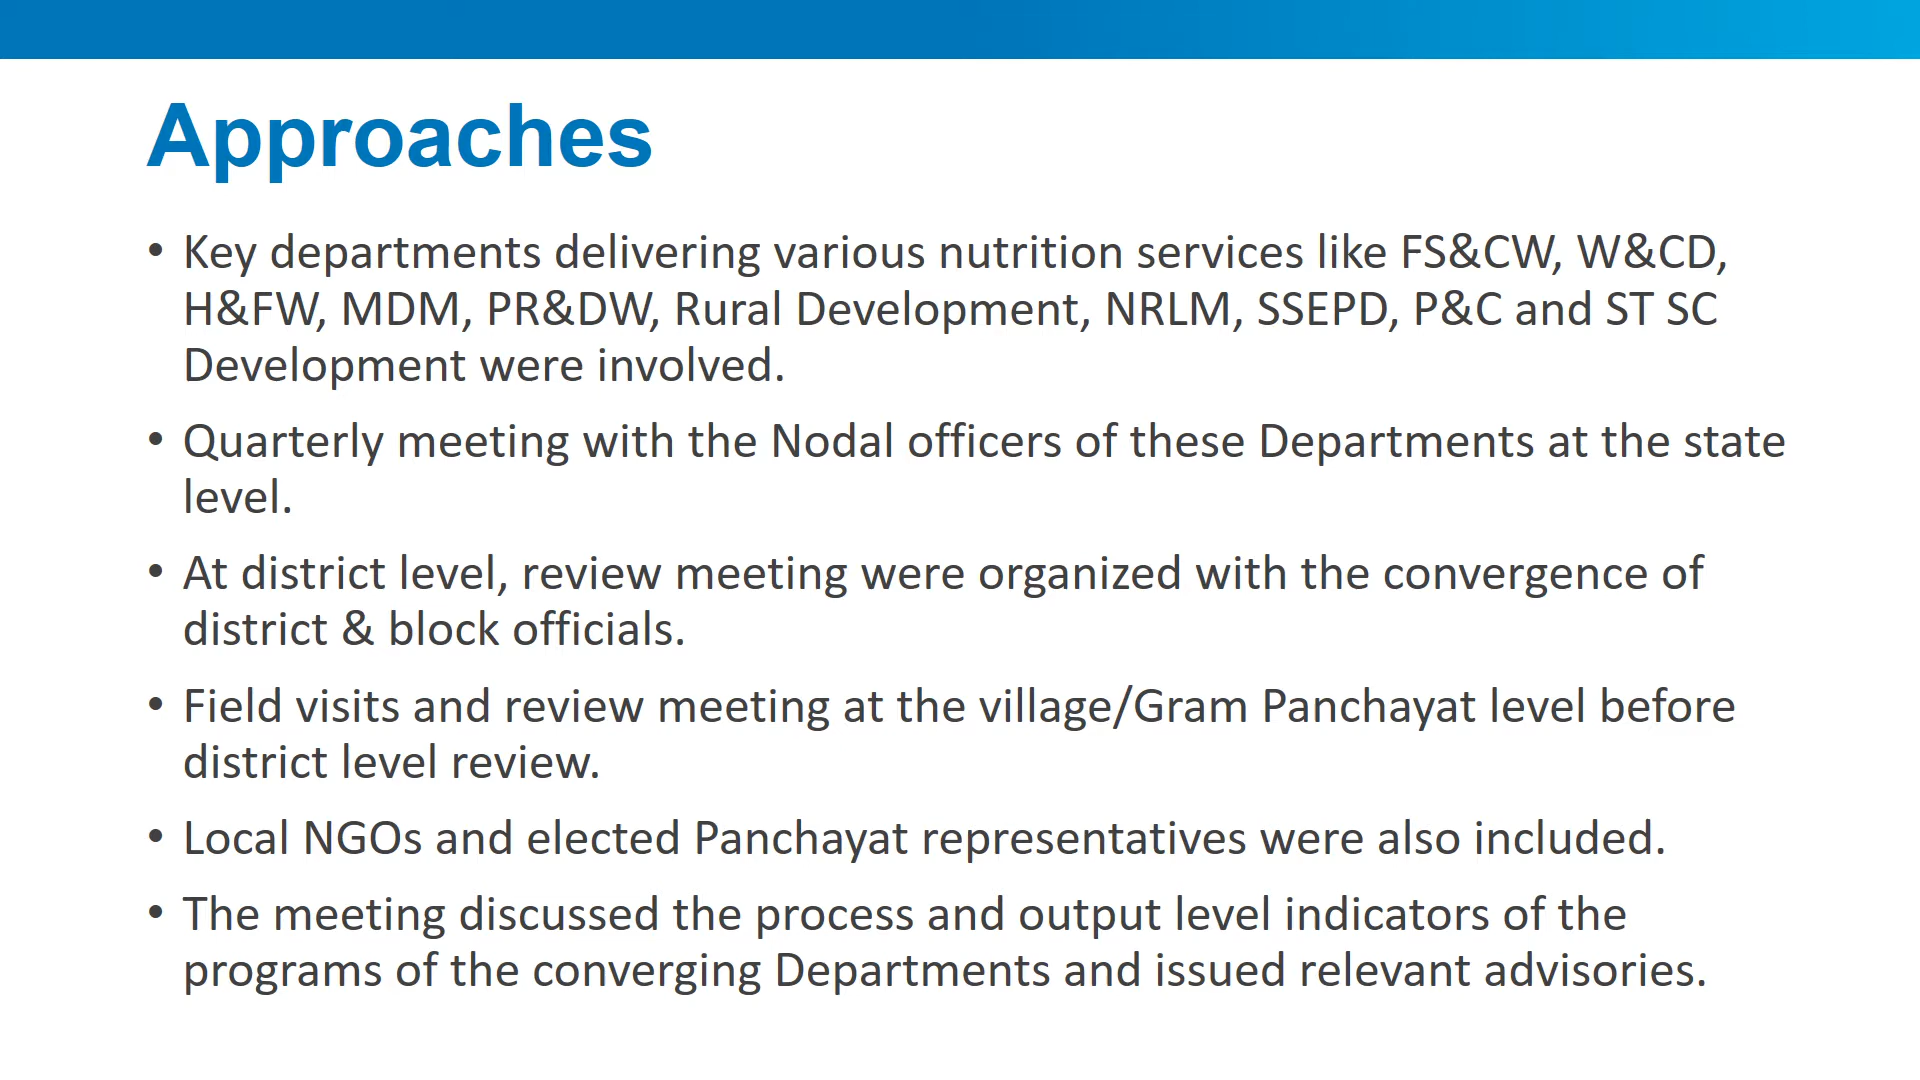 Approaches
• Key departments delivering various nutrition services like FS&CW, W&CD,
H&FW, MDM, PR&DW, Rural Development, NRLM, SSEPD, P&C and ST SC
Development were involved.
• Quarterly meeting with the Nodal officers of these Departments at the state
level.
• At district level, review meeting were organized with the convergence of
district & block officials.
• Field visits and review meeting at the village/Gram Panchayat level before
district level review.
• Local NGOs and elected Panchayat representatives were also included.
• The meeting discussed the process and output level indicators of the
programs of the converging Departments and issued relevant advisories.